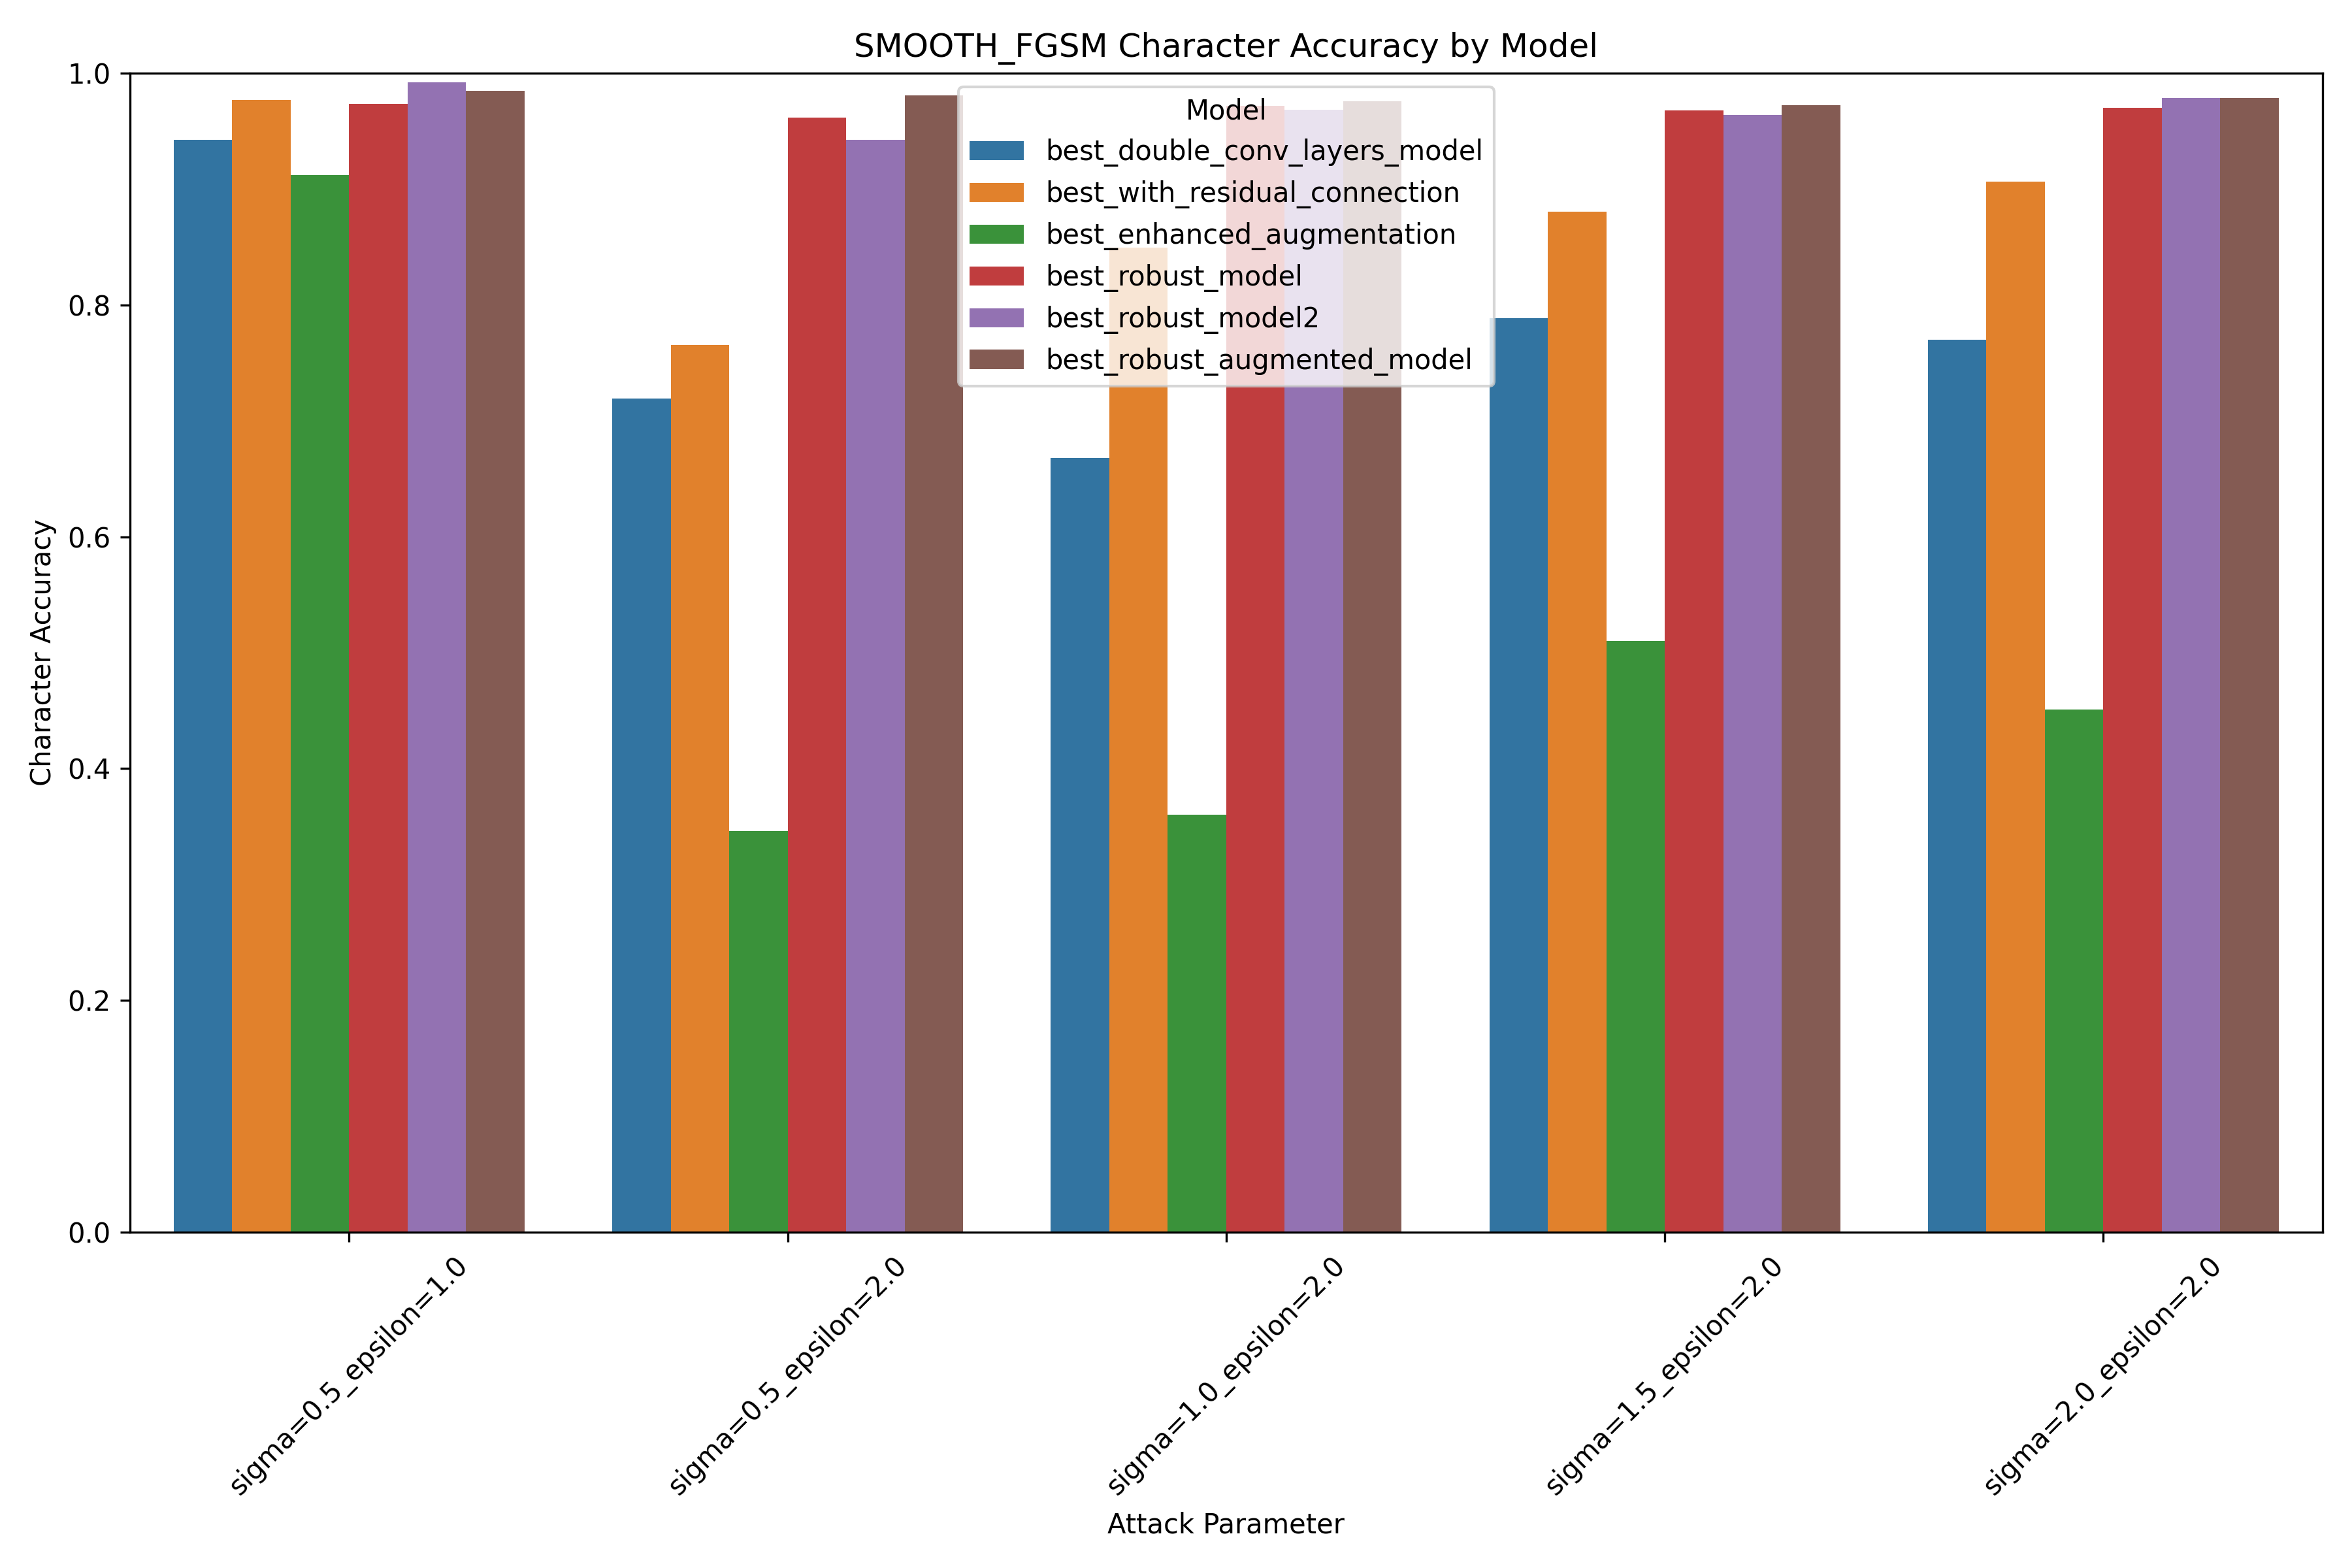 SMOOTH_FGSM Character Accuracy by Model
Character Accuracy
1.0
0.8
0.6
0.4
0.2
0.0
Model
best_double_conv_layers_model
best_with_residual_connection
best_enhanced_augmentation
best_robust_model
best_robust_model2
best_robust_augmented_model
sigma=0.5_epsilon=1.0
sigma=0.5_epsilon=2.0
sigma=1.0_epsilon=2.0
sigma=1.5_epsilon=2.0
sigma=2.0_epsilon=2.0
Attack Parameter